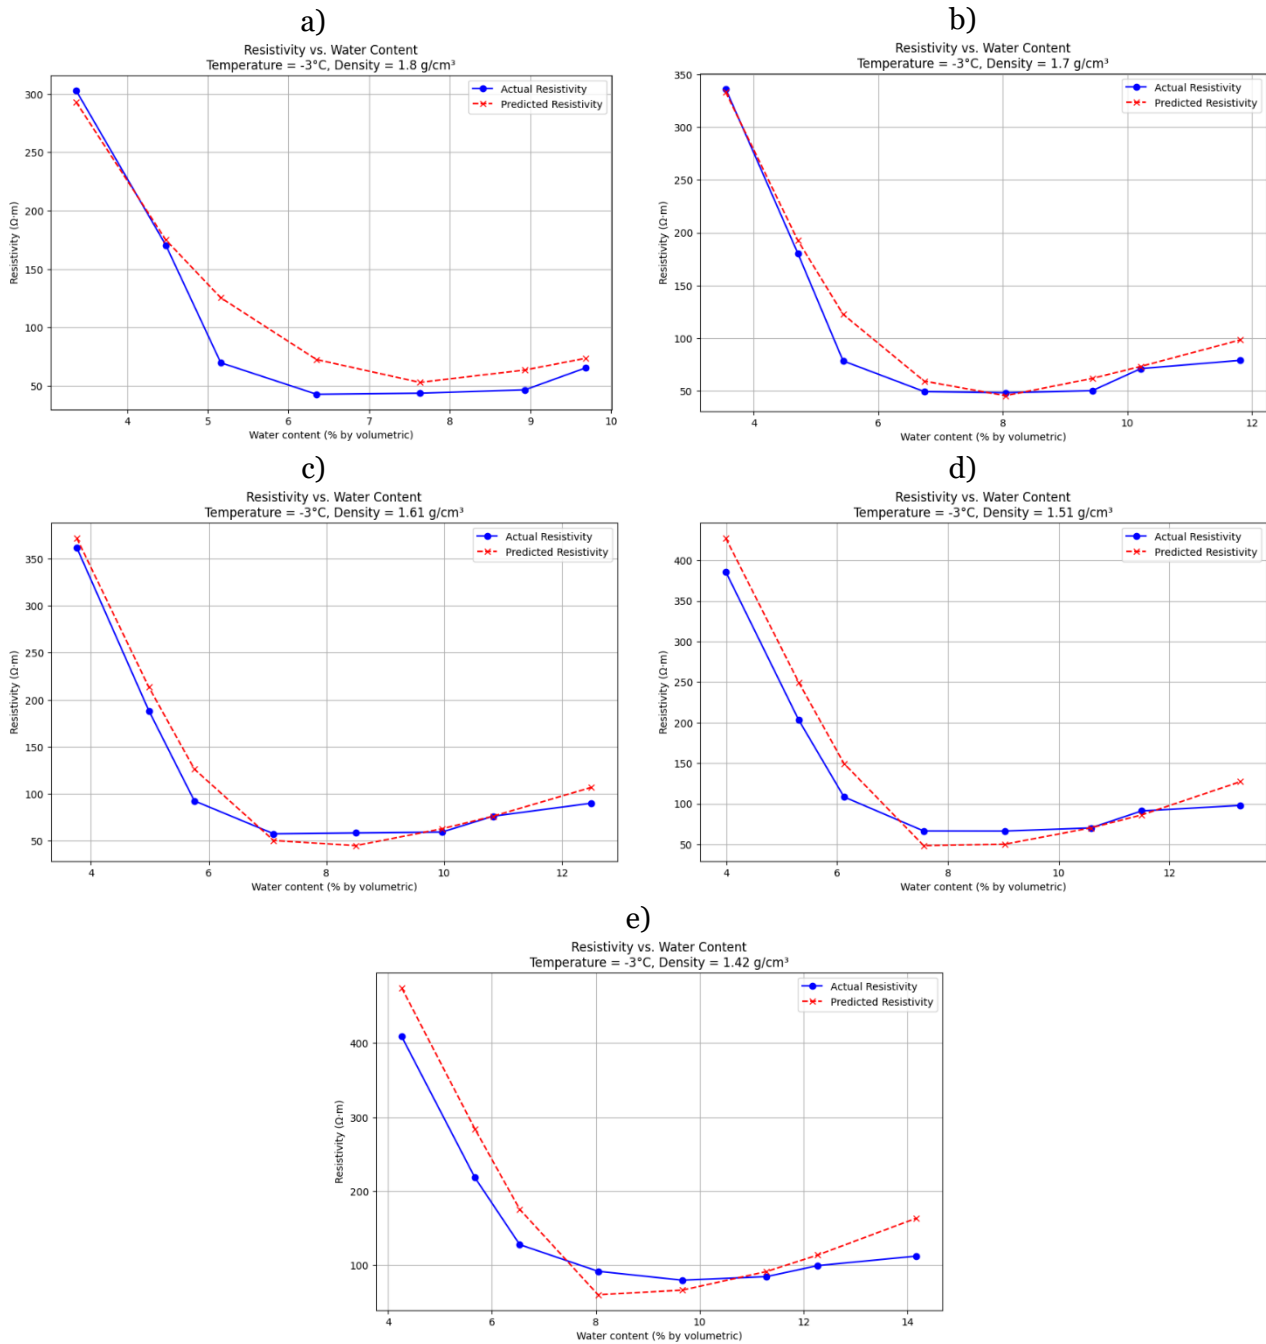 a)
Resistivity vs. Water Content
Temperature = -3°C, Density = 1.8 g/cm³
Actual Resistivity
Predicted Resistivity
Resistivity (Ω·m)
300
250
200
150
100
50
4 5 6 7 8 9 10
Water content (% by volumetric)
b)
Resistivity vs. Water Content
Temperature = -3°C, Density = 1.7 g/cm³
Actual Resistivity
Predicted Resistivity
Resistivity (Ω·m)
350
300
250
200
150
100
50
4 6 8 10 12
Water content (% by volumetric)
c)
Resistivity vs. Water Content
Temperature = -3°C, Density = 1.61 g/cm³
Actual Resistivity
Predicted Resistivity
Resistivity (Ω·m)
350
300
250
200
150
100
50
4 6 8 10 12
Water content (% by volumetric)
d)
Resistivity vs. Water Content
Temperature = -3°C, Density = 1.51 g/cm³
Actual Resistivity
Predicted Resistivity
Resistivity (Ω·m)
400
350
300
250
200
150
100
50
4 6 8 10 12
Water content (% by volumetric)
e)
Resistivity vs. Water Content
Temperature = -3°C, Density = 1.42 g/cm³
Actual Resistivity
Predicted Resistivity
Resistivity (Ω·m)
400
300
200
100
4 6 8 10 12 14
Water content (% by volumetric)